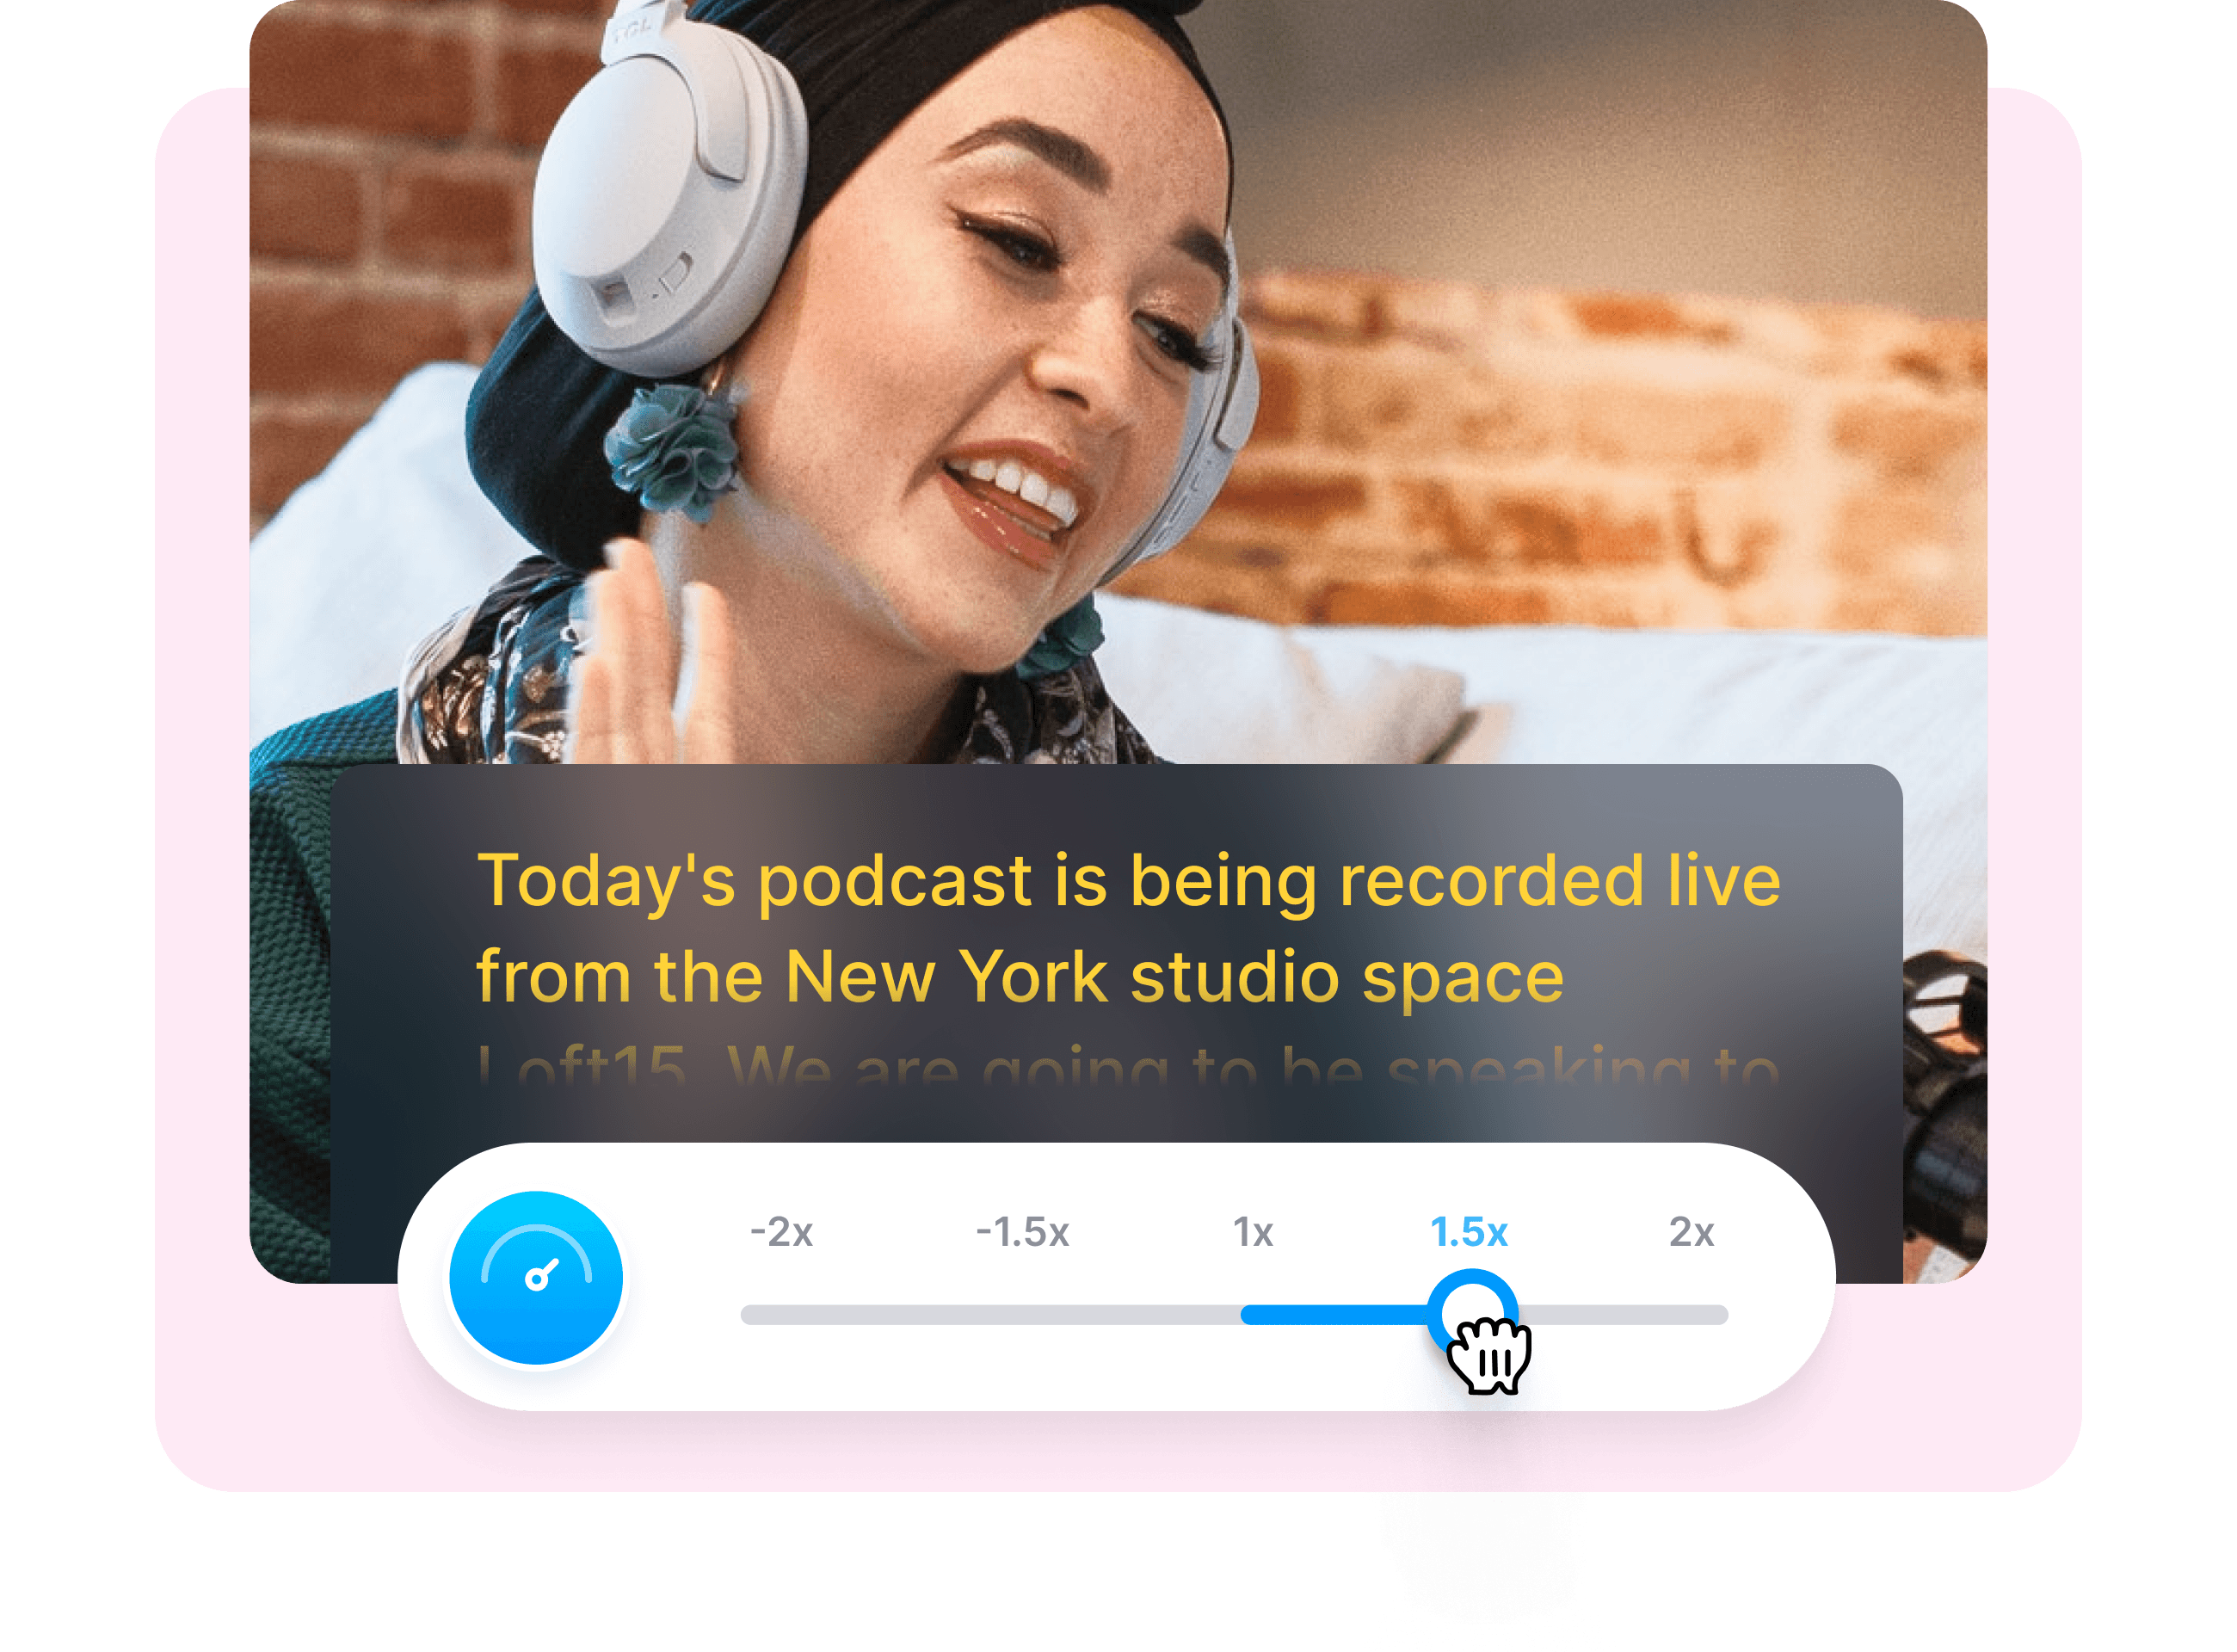 TCL
Today's podcast is being recorded live
from the New York studio space
Loft15. We are going to be speaking to
-2x -1.5x 1x 1.5x 2x